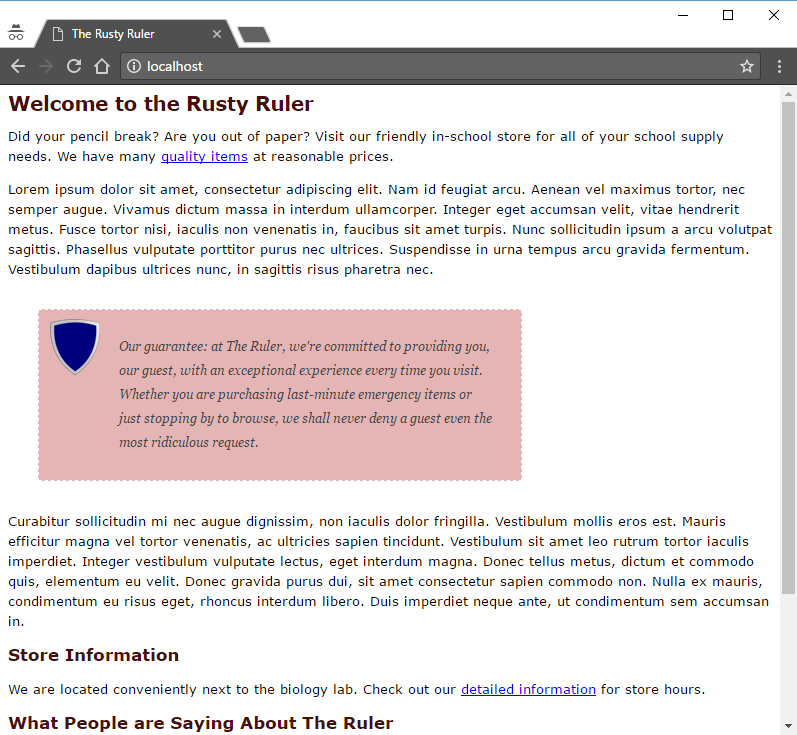 The Rusty Ruler
localhost
Welcome to the Rusty Ruler
Did your pencil break? Are you out of paper? Visit our friendly in-school store for all of your school supply
needs. We have many quality items at reasonable prices.
Lorem ipsum dolor sit amet, consectetur adipiscing elit. Nam id feugiat arcu. Aenean vel maximus tortor, nec
semper augue. Vivamus dictum massa in interdum ullamcorper. Integer eget accumsan velit, vitae hendrerit
metus. Fusce tortor nisi, iaculis non venenatis in, faucibus sit amet turpis. Nunc sollicitudin ipsum a arcu volutpat
sagittis. Phasellus vulputate porttitor purus nec ultrices. Suspendisse in urna tempus arcu gravida fermentum.
Vestibulum dapibus ultrices nunc, in sagittis risus pharetra nec.
Our guarantee: at The Ruler, we're committed to providing you,
our guest, with an exceptional experience every time you visit.
Whether you are purchasing last-minute emergency items or
just stopping by to browse, we shall never deny a guest even the
most ridiculous request.
Curabitur sollicitudin mi nec augue dignissim, non iaculis dolor fringilla. Vestibulum mollis eros est. Mauris
efficitur magna vel tortor venenatis, ac ultricies sapien tincidunt. Vestibulum sit amet leo rutrum tortor iaculis
imperdiet. Integer vestibulum vulputate lectus, eget interdum magna. Donec tellus metus, dictum et commodo
quis, elementum eu velit. Donec gravida purus dui, sit amet consectetur sapien commodo non. Nulla ex mauris,
condimentum eu risus eget, rhoncus interdum libero. Duis imperdiet neque ante, ut condimentum sem accumsan
in.
Store Information
We are located conveniently next to the biology lab. Check out our detailed information for store hours.
What People are Saying About The Ruler